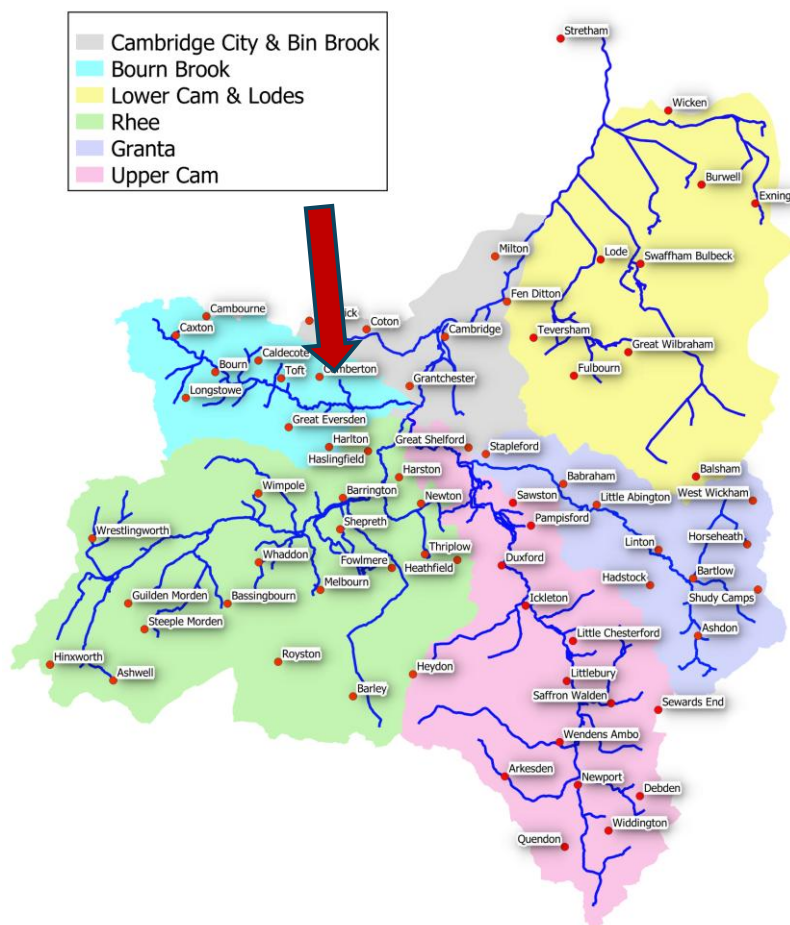 Cambridge City & Bin Brook
Bourn Brook
Lower Cam & Lodes
Rhee
Granta
Upper Cam
Stretham
Wicken
Burwell
Exning
Milton
Lode
Swaffham Bulbeck
Fen Ditton
Cambourne
Coton
Caxton
Cambridge
Teversham
Great Wilbraham
Caldecote
Bourn
Toft
Comberton
Fulbourn
Grantchester
Longstowe
Great Eversden
Harlton
Haslingfield
Great Shelford
Stapleford
Harston
Babraham
Balsham
Wimpole
Barrington
Newton
Sawston
Little Abington
West Wickham
Wrestlingworth
Shepreth
Pampisford
Linton
Horseheath
Whaddon
Fowlmere
Thriplow
Heathfield
Duxford
Hadstock
Bartlow
Shudy Camps
Guilden Morden
Bassingbourn
Melbourn
Ickleton
Steeple Morden
Little Chesterford
Ashdon
Hinxworth
Ashwell
Royston
Heydon
Littlebury
Barley
Saffron Walden
Sewards End
Wendens Ambo
Arkesden
Newport
Debden
Widdington
Quendon